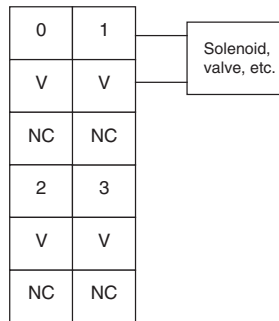 0 1
Solenoid,
valve, etc.
V V
NC NC
2 3
V V
NC NC